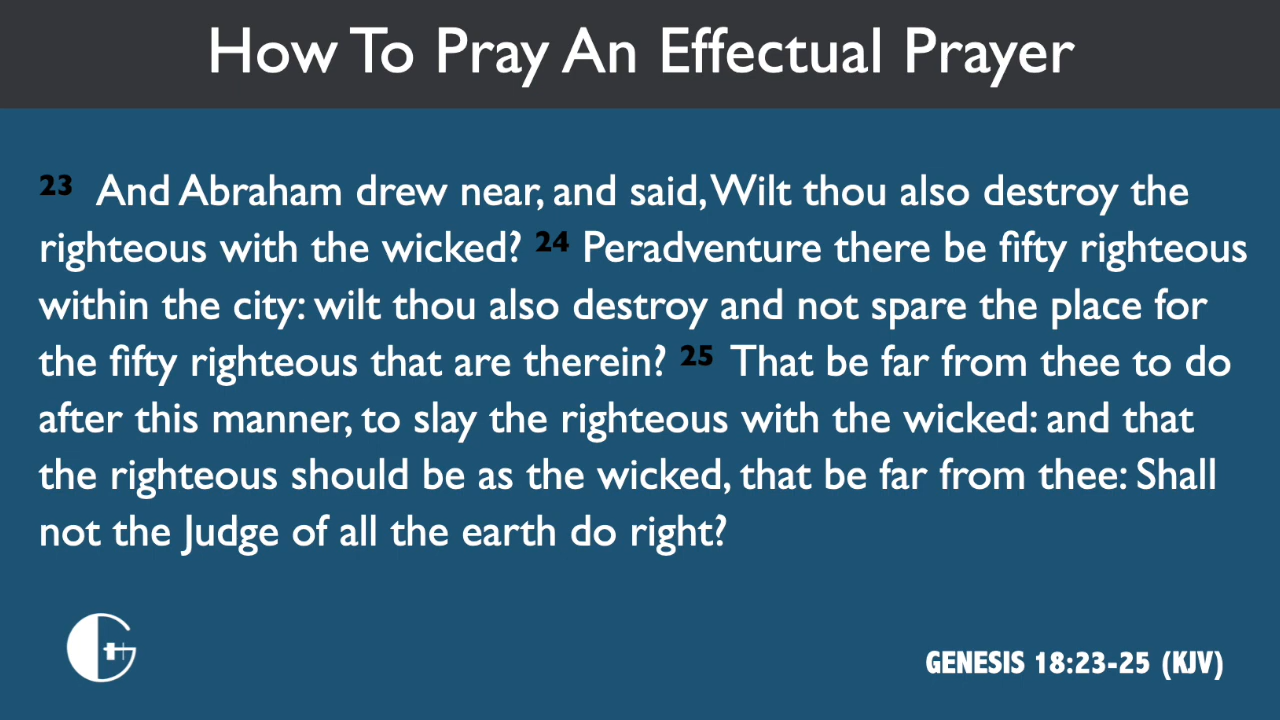 How To Pray An Effectual Prayer
23 And Abraham drew near, and said, Wilt thou also destroy the
righteous with the wicked? 24 Peradventure there be fifty righteous
within the city: wilt thou also destroy and not spare the place for
the fifty righteous that are therein? 25 That be far from thee to do
after this manner, to slay the righteous with the wicked: and that
the righteous should be as the wicked, that be far from thee: Shall
not the Judge of all the earth do right?
GENESIS 18:23-25 (KJV)